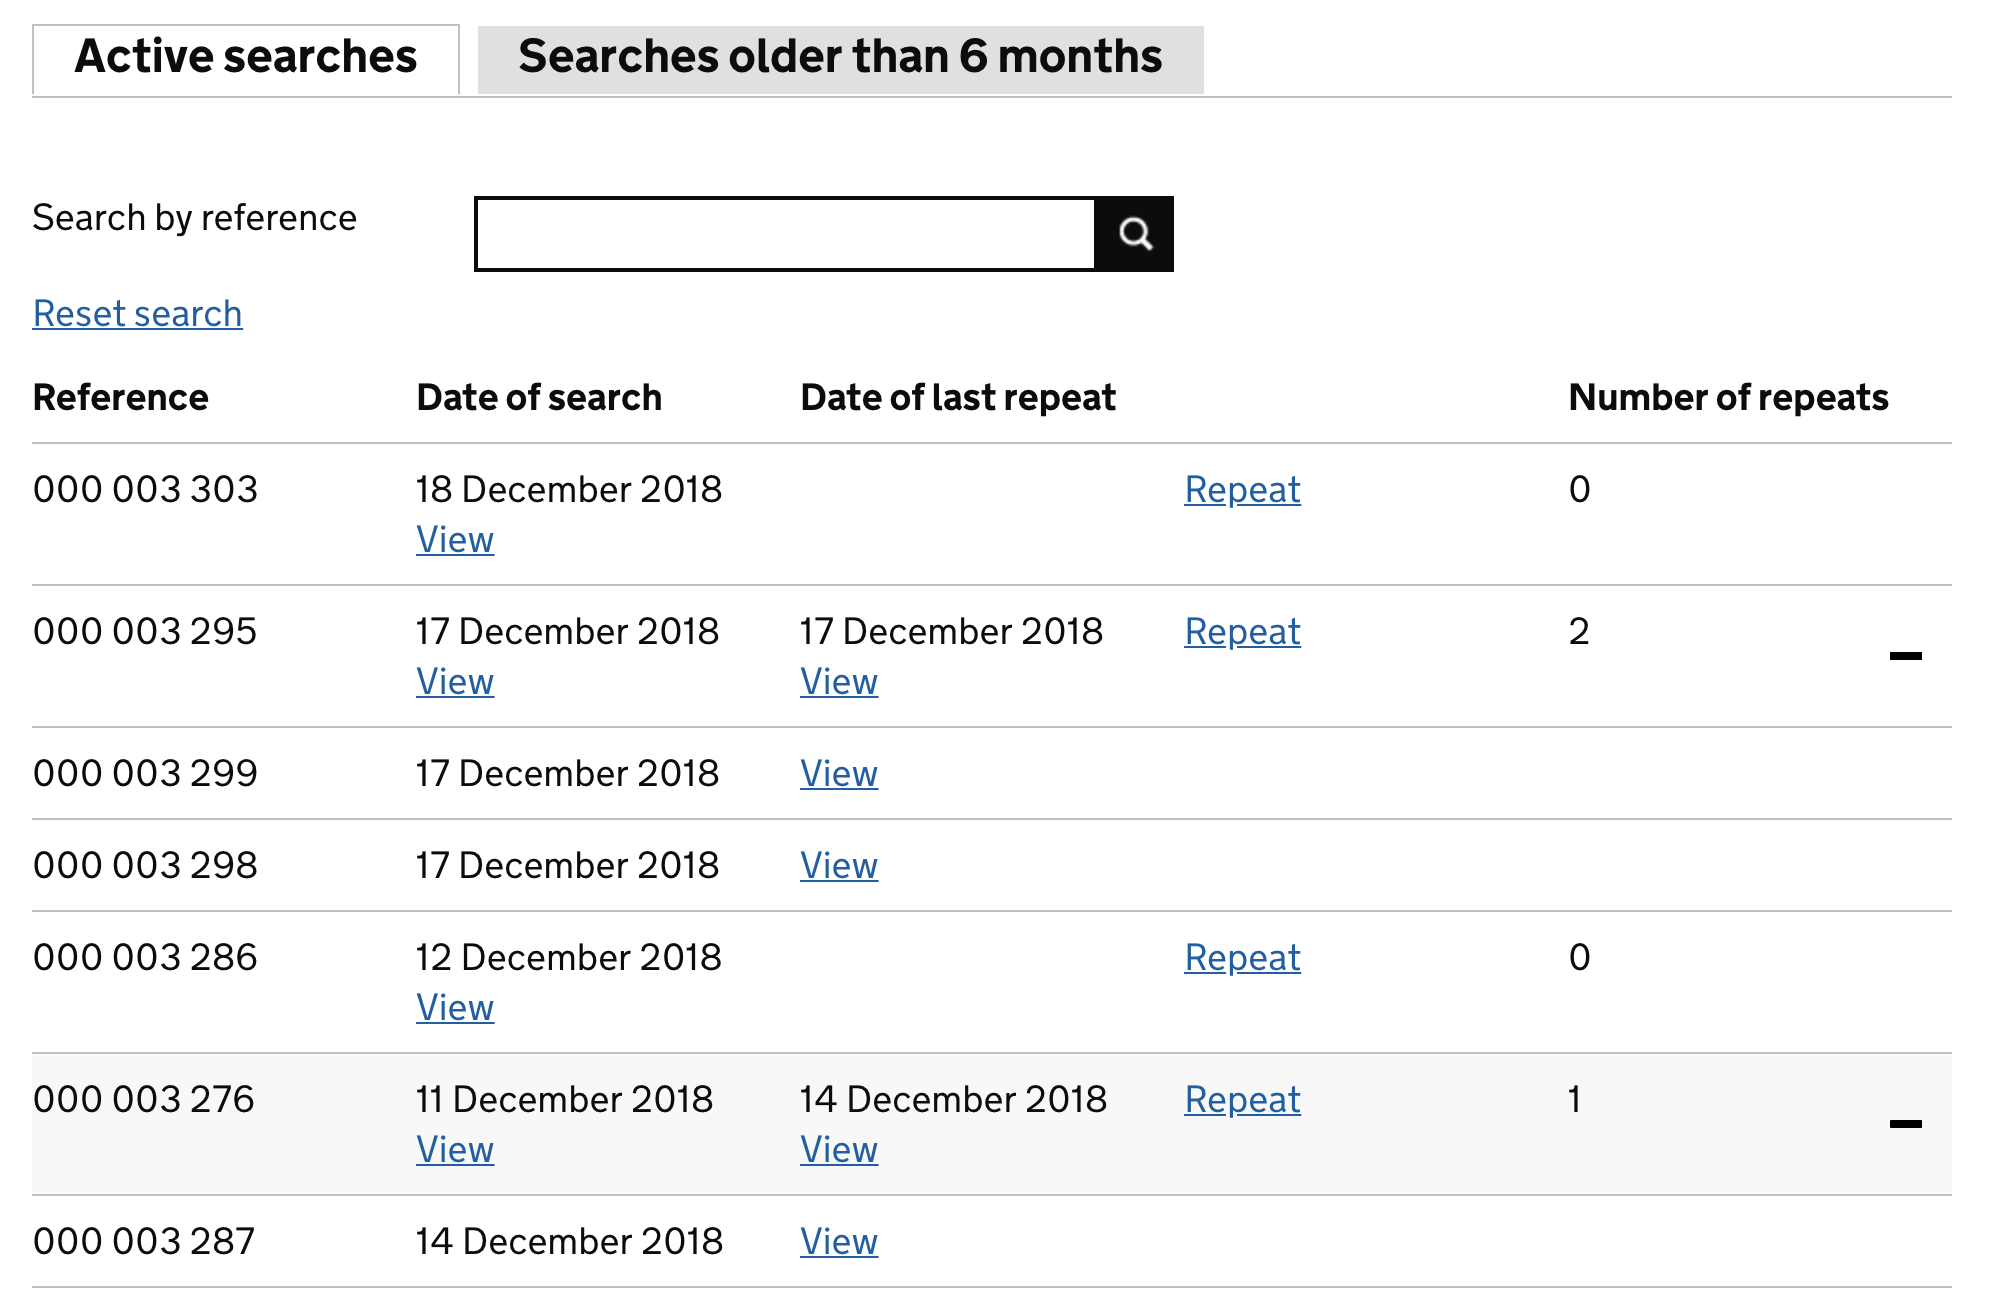 Active searches Searches older than 6 months
Search by reference
Reset search
Reference Date of search Date of last repeat Number of repeats
000 003 303 18 December 2018 Repeat 0
View
000 003 295 17 December 2018 17 December 2018 Repeat 2
View View
000 003 299 17 December 2018 View
000 003 298 17 December 2018 View
000 003 286 12 December 2018 Repeat 0
View
000 003 276 11 December 2018 14 December 2018 Repeat 1
View View
000 003 287 14 December 2018 View